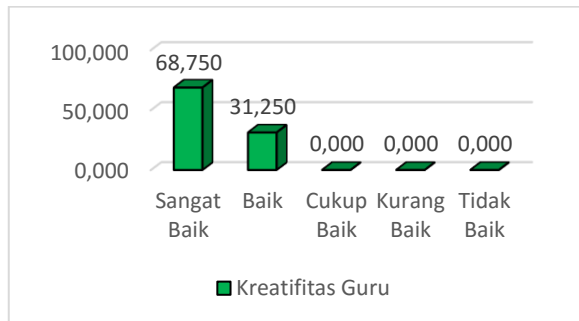 100,000
50,000
0,000
68,750
31,250
0,000 0,000 0,000
Sangat Baik Cukup Kurang Tidak
Baik Baik Baik Baik
Kreatifitas Guru